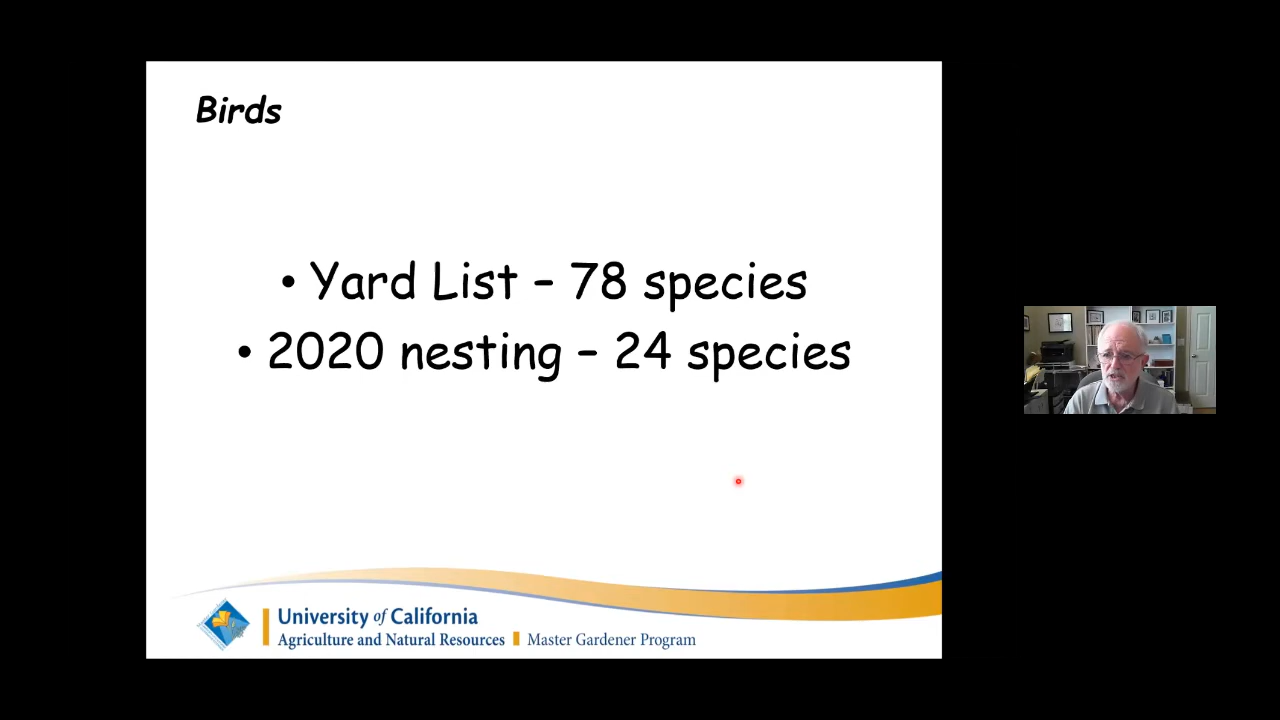 Birds
• Yard List – 78 species
• 2020 nesting – 24 species
University of California
Agriculture and Natural Resources Master Gardener Program